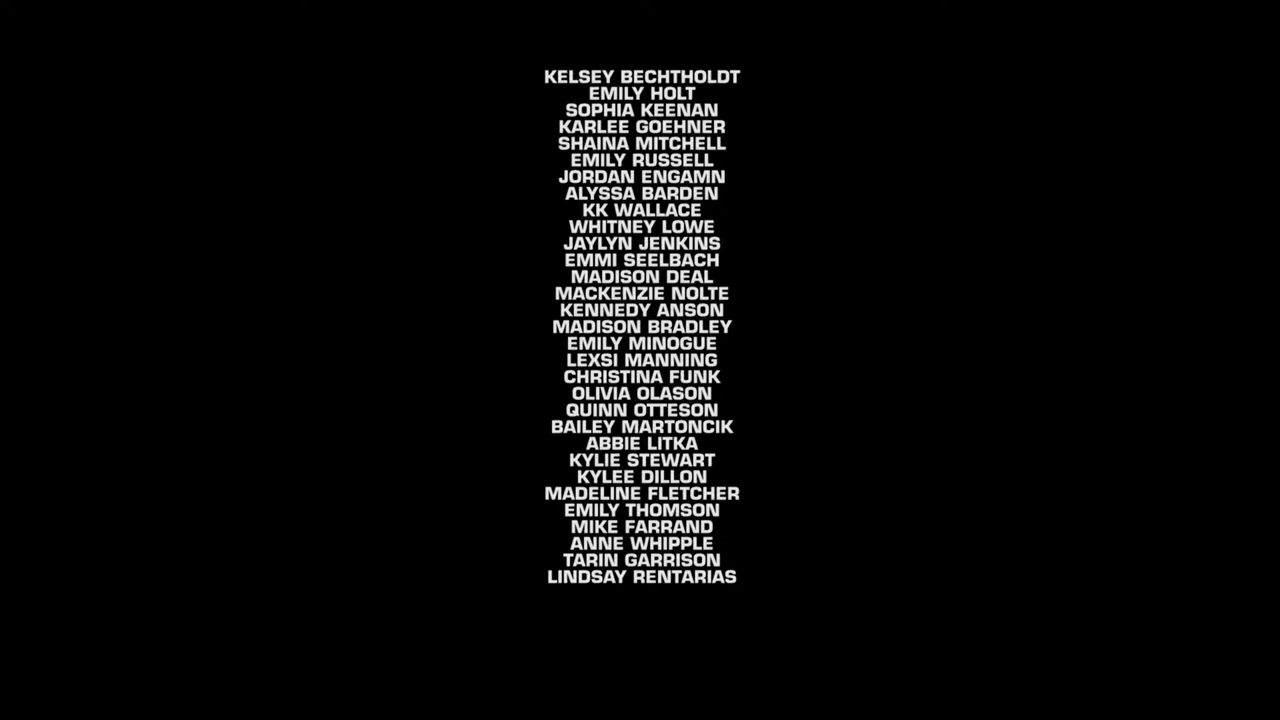 KELSEY BECHTHOLDT
EMILY HOLT
SOPHIA KEENAN
KARLEE GOEHNER
SHAINA MITCHELL
EMILY RUSSELL
JORDAN ENGAMN
ALYSSA BARDEN
KK WALLACE
WHITNEY LOWE
JAYLYN JENKINS
EMMI SEELBACH
MADISON DEAL
MACKENZIE NOLTE
KENNEDY ANSON
MADISON BRADLEY
EMILY MINOGUE
LEXSI MANNING
CHRISTINA FUNK
OLIVIA OLASON
QUINN OTTESON
BAILEY MARTONCIK
ABBIE LITKA
KYLIE STEWART
KYLEE DILLON
MADELINE FLETCHER
EMILY THOMSON
MIKE FARRAND
ANNE WHIPPLE
TARIN GARRISON
LINDSAY RENTARIAS